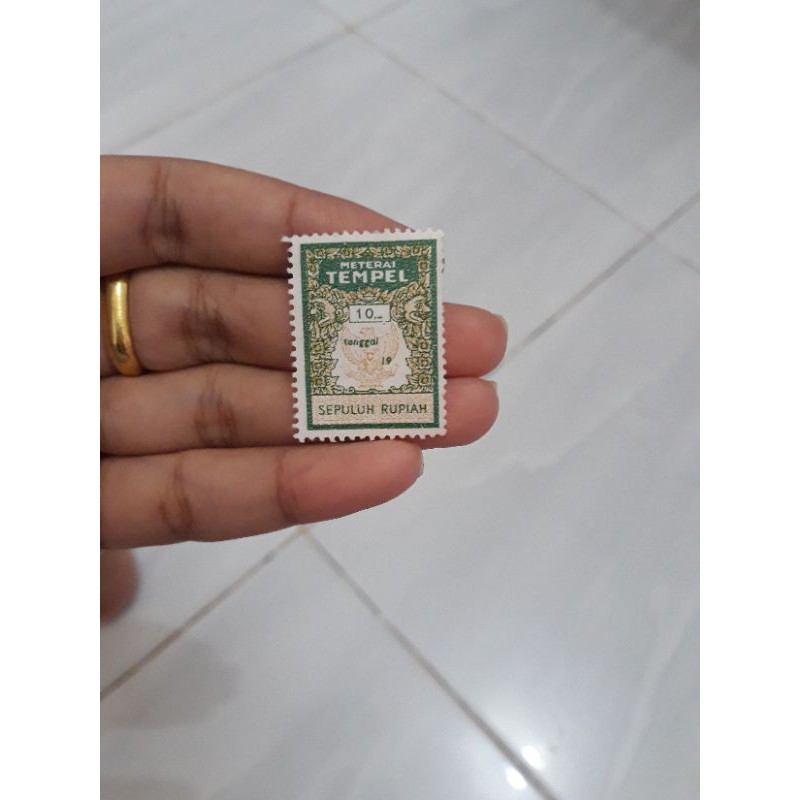 METERAI
TEMPEL
10,-
tanggal
19
SEPULUH RUPIAH